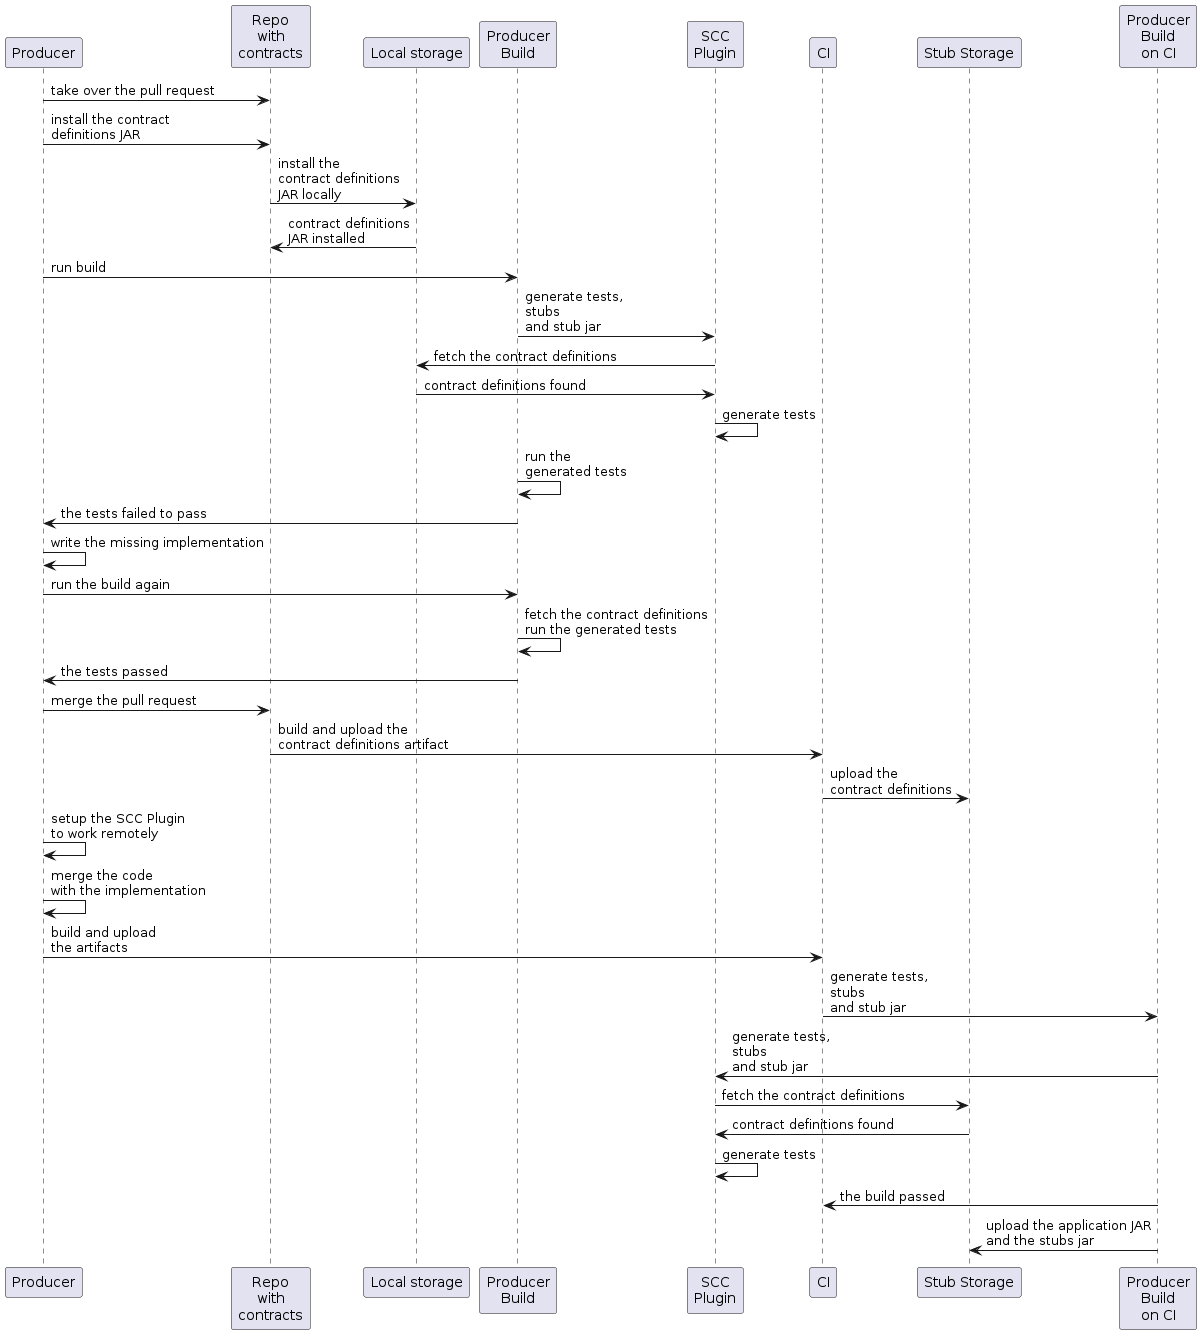 Repo
with
contracts
Producer
Local storage
Producer
Build
SCC
Plugin
CI
Stub Storage
Producer
Build
on CI
take over the pull request
install the contract
definitions JAR
install the
contract definitions
JAR locally
contract definitions
JAR installed
run build
generate tests,
stubs
and stub jar
fetch the contract definitions
contract definitions found
generate tests
run the
generated tests
the tests failed to pass
write the missing implementation
run the build again
fetch the contract definitions
run the generated tests
the tests passed
merge the pull request
build and upload the
contract definitions artifact
upload the
contract definitions
setup the SCC Plugin
to work remotely
merge the code
with the implementation
build and upload
the artifacts
generate tests,
stubs
and stub jar
generate tests,
stubs
and stub jar
fetch the contract definitions
contract definitions found
generate tests
the build passed
upload the application JAR
and the stubs jar
Producer
Repo
with
contracts
Local storage
Producer
Build
SCC
Plugin
CI
Stub Storage
Producer
Build
on CI